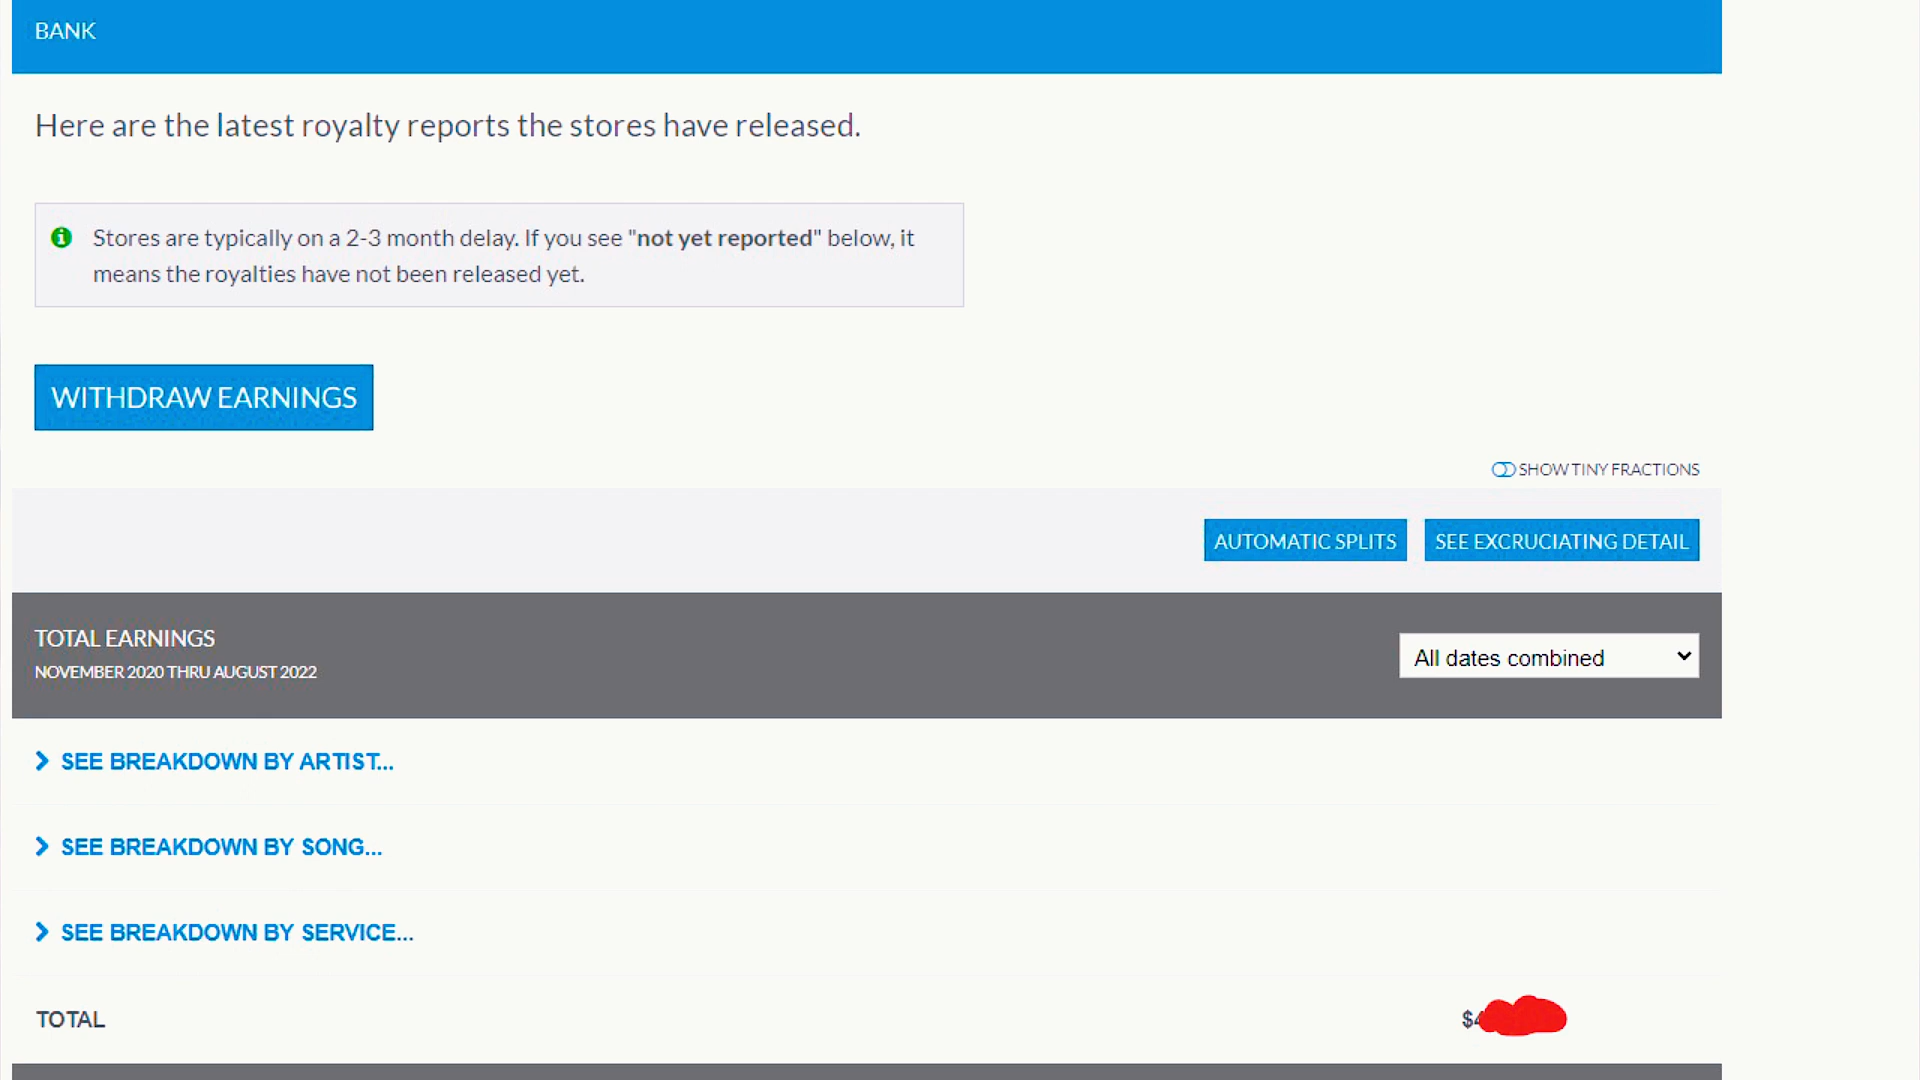 BANK
Here are the latest royalty reports the stores have released.
Stores are typically on a 2-3 month delay. If you see "not yet reported" below, it
means the royalties have not been released yet.
WITHDRAW EARNINGS
SHOW TINY FRACTIONS
AUTOMATIC SPLITS
SEE EXCRUCIATING DETAIL
TOTAL EARNINGS
NOVEMBER 2020 THRU AUGUST 2022
All dates combined
SEE BREAKDOWN BY ARTIST...
SEE BREAKDOWN BY SONG...
SEE BREAKDOWN BY SERVICE...
TOTAL